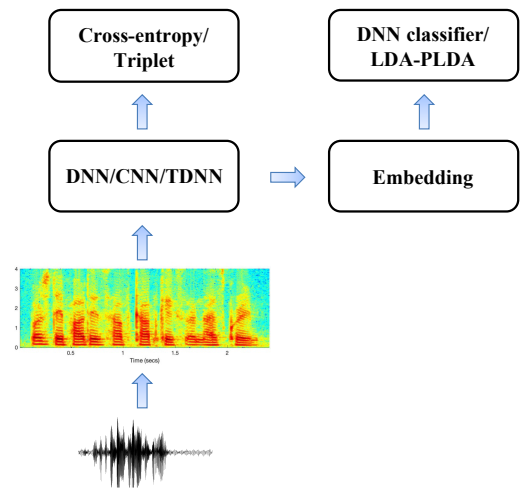 Cross-entropy/
Triplet
DNN classifier/
LDA-PLDA
DNN/CNN/TDNN
Embedding
4
3
2
1
0
0.5 1 1.5 2
Time (secs)